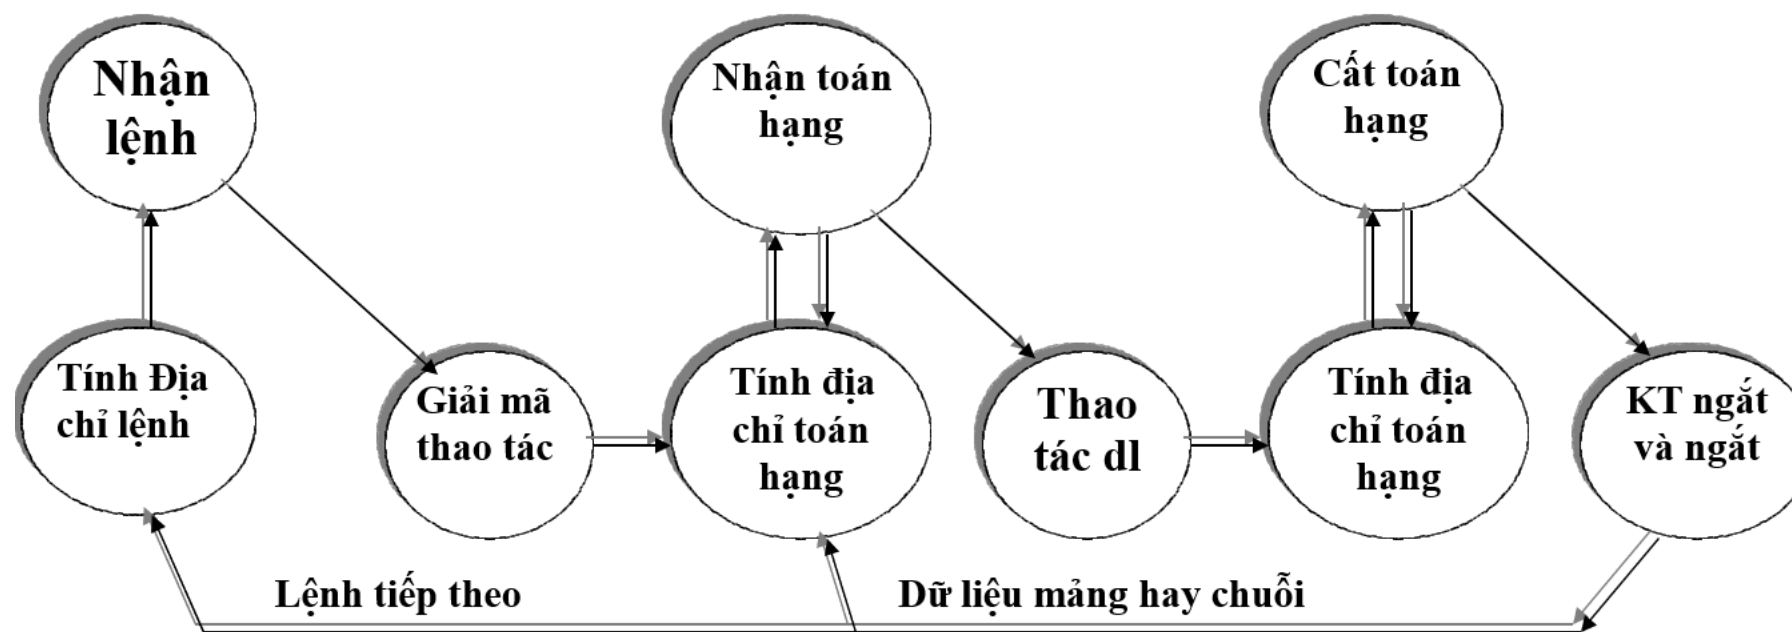 Nhận
lệnh
Nhận toán
hạng
Cất toán
hạng
Tính Địa
chỉ lệnh
Giải mã
thao tác
Tính địa
chỉ toán
hạng
Thao
tác dl
Tính địa
chỉ toán
hạng
KT ngắt
và ngắt
Lệnh tiếp theo
Dữ liệu mảng hay chuỗi